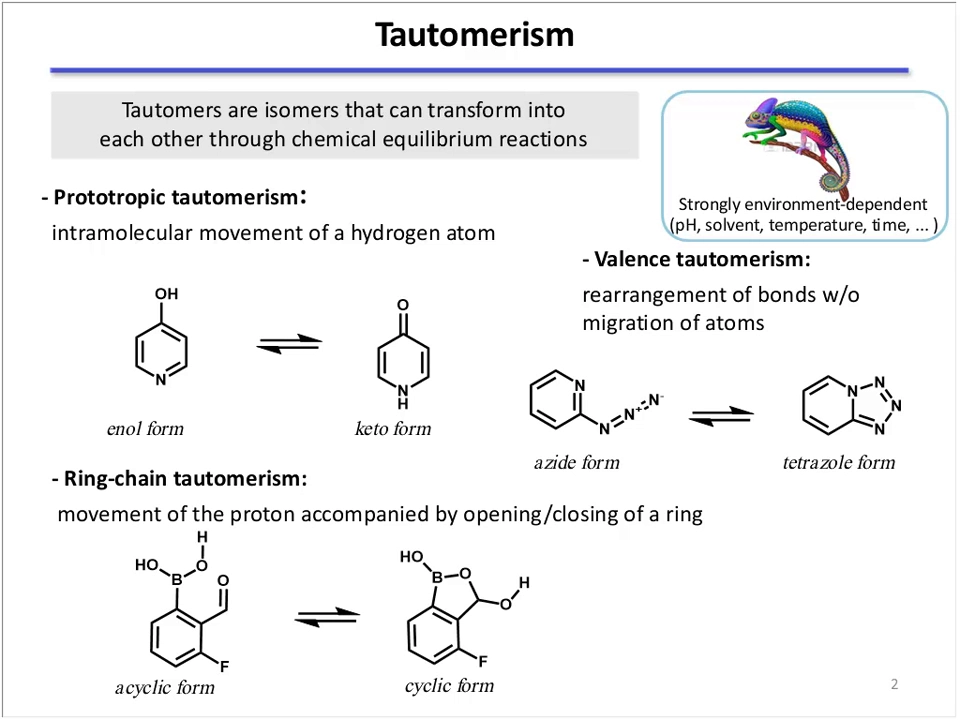 Tautomerism
Tautomers are isomers that can transform into
each other through chemical equilibrium reactions
Strongly environment-dependent
(pH, solvent, temperature, time, ... )
- Prototropic tautomerism:
intramolecular movement of a hydrogen atom
OH
N
enol form
O
N
H
keto form
- Valence tautomerism:
rearrangement of bonds w/o
migration of atoms
N
N N+ N-
azide form
N N
N
N
tetrazole form
- Ring-chain tautomerism:
movement of the proton accompanied by opening/closing of a ring
H
HO O
B O
F
acyclic form
HO
B O H
O
F
cyclic form
2